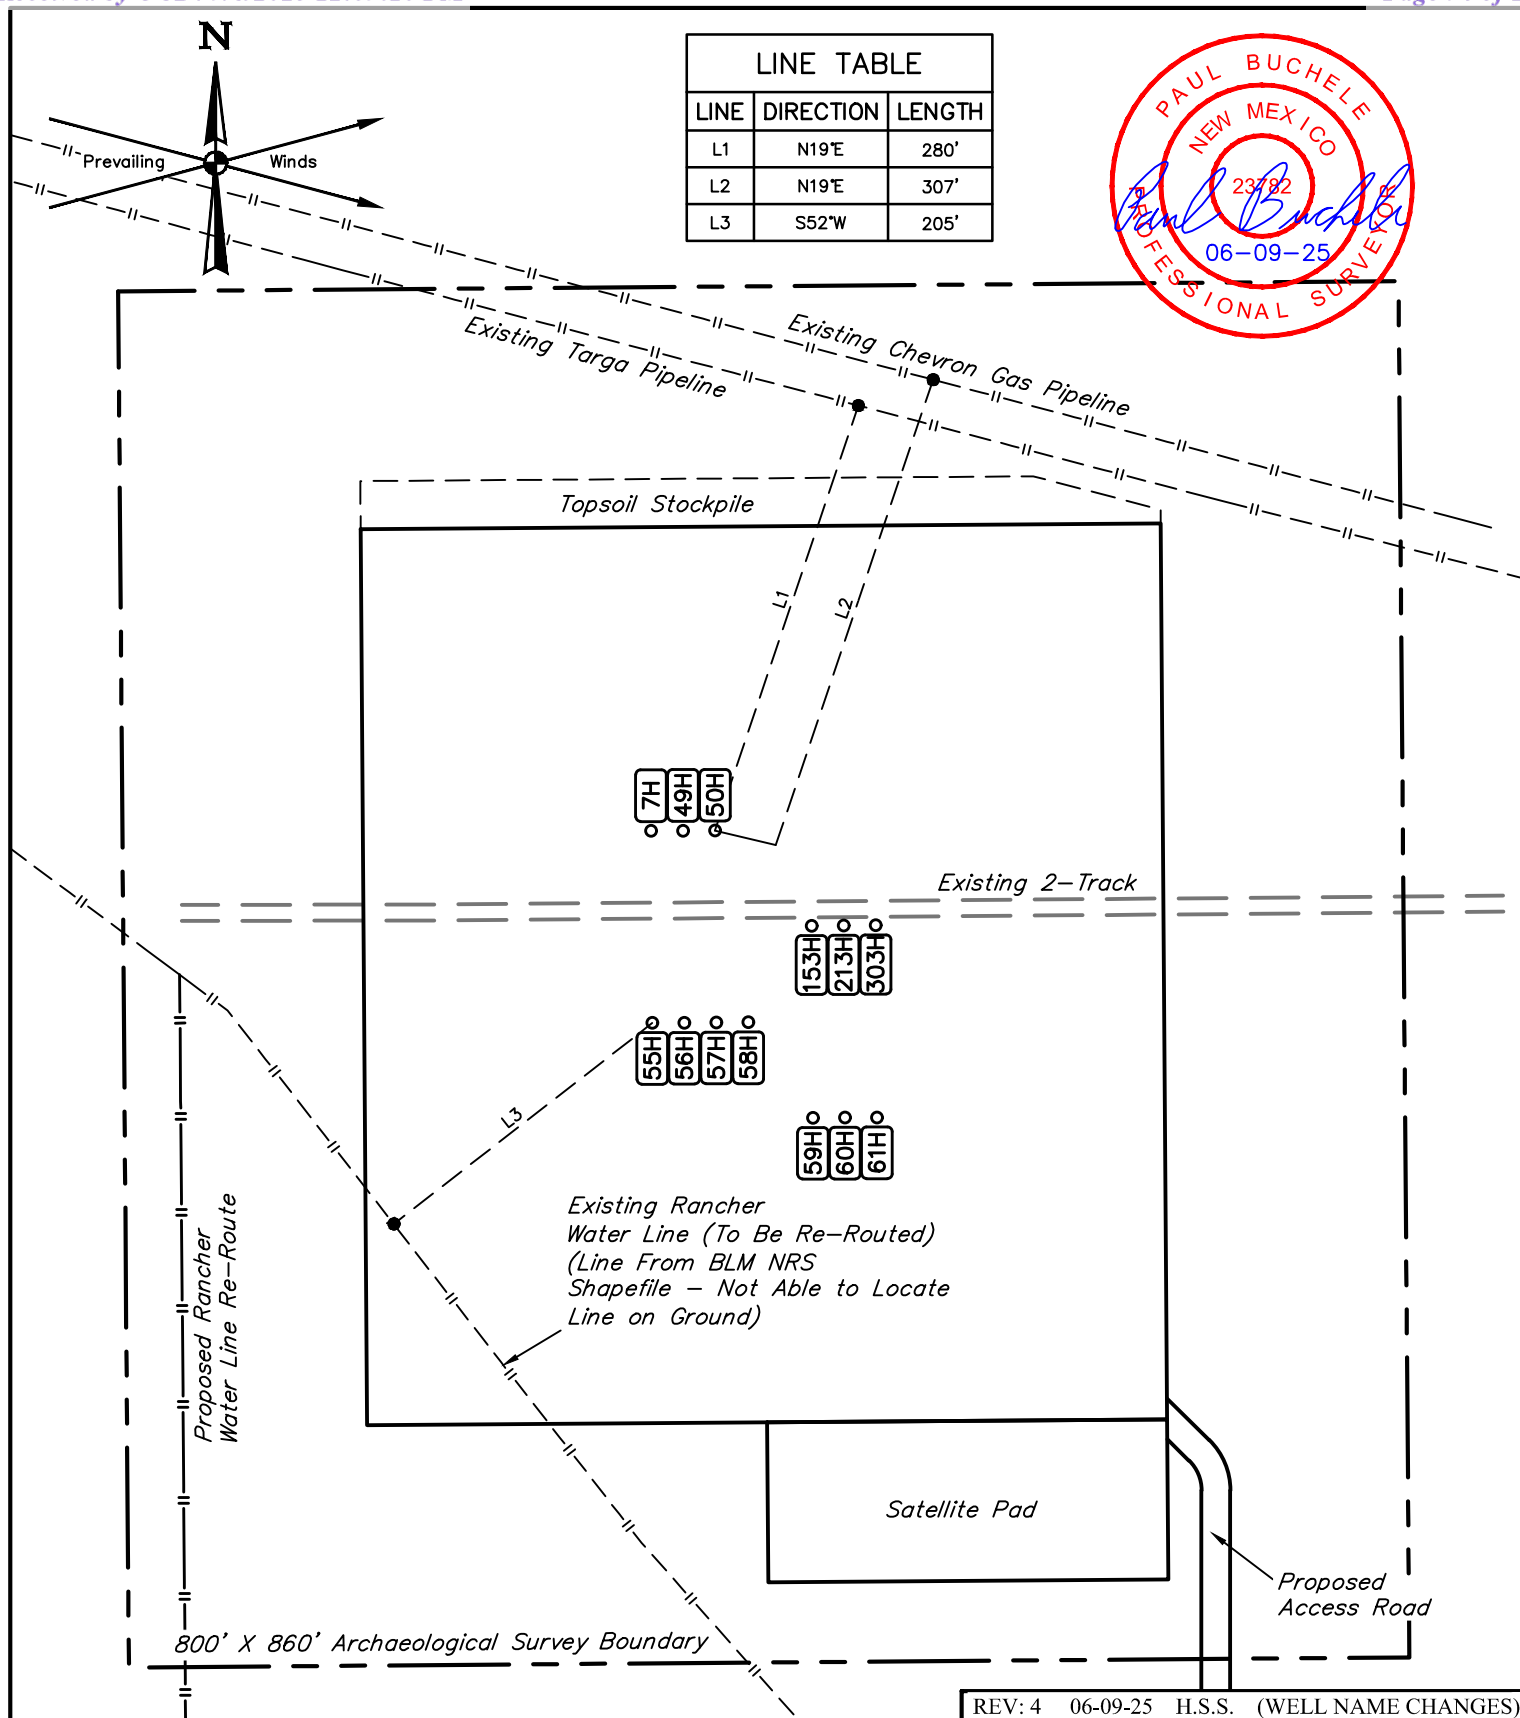 N
Prevailing Winds
LINE TABLE
LINE DIRECTION LENGTH
L1 N19°E 280'
L2 N19°E 307'
L3 S52°W 205'
PAUL BUCHELE
NEW MEXICO
23782
Paul Buchele
06-09-25
PROFESSIONAL SURVEYOR
Existing Targa Pipeline
Existing Chevron Gas Pipeline
Topsoil Stockpile
L1
L2
7H
49H
50H
Existing 2-Track
153H
213H
303H
55H
56H
57H
58H
L3
59H
60H
61H
Existing Rancher
Water Line (To Be Re-Routed)
(Line From BLM NRS
Shapefile - Not Able to Locate
Line on Ground)
Proposed Rancher
Water Line Re-Route
Satellite Pad
Proposed
Access Road
800' X 860' Archaeological Survey Boundary
REV: 4 06-09-25 H.S.S. (WELL NAME CHANGES)